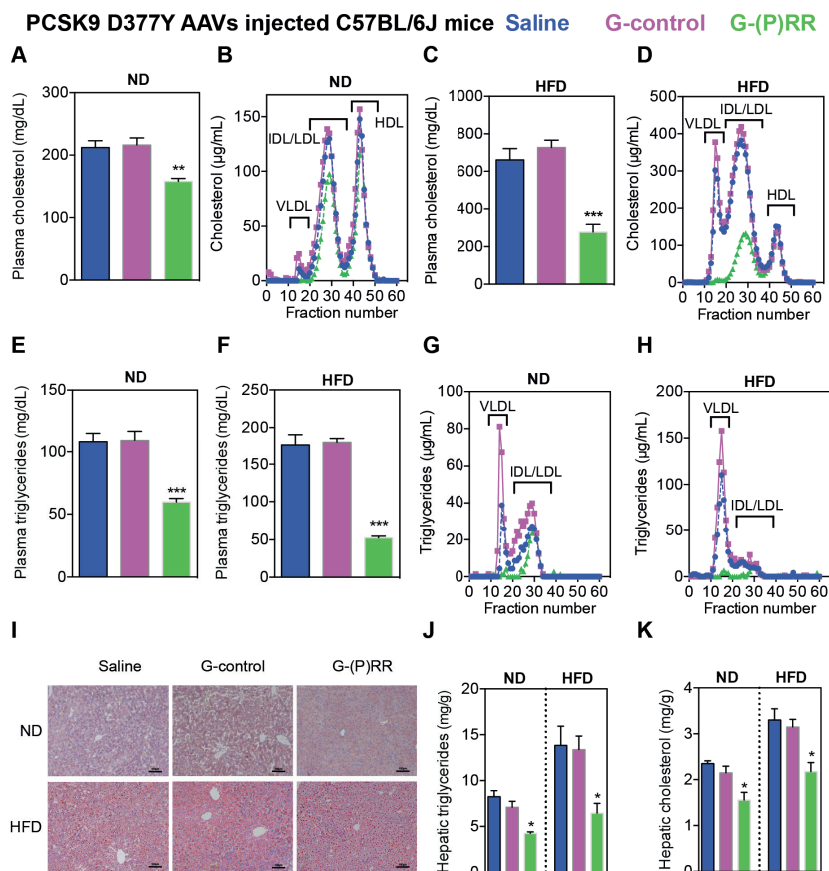 PCSK9 D377Y AAVs injected C57BL/6J mice Saline G-control G-(P)RR
A
ND
Plasma cholesterol (mg/dL)
300
200
100
0
**
B
ND
Cholesterol (µg/mL)
150
100
50
0
IDL/LDL
HDL
VLDL
0 10 20 30 40 50 60
Fraction number
C
HFD
Plasma cholesterol (mg/dL)
1000
800
600
400
200
0
***
D
HFD
Cholesterol (µg/mL)
500
400
300
200
100
0
VLDL
IDL/LDL
HDL
0 10 20 30 40 50 60
Fraction number
E
ND
Plasma triglycerides (mg/dL)
150
100
50
0
***
F
HFD
Plasma triglycerides (mg/dL)
250
200
150
100
50
0
***
G
ND
Triglycerides (µg/mL)
100
80
60
40
20
0
VLDL
IDL/LDL
0 10 20 30 40 50 60
Fraction number
H
HFD
Triglycerides (µg/mL)
200
150
100
50
0
VLDL
IDL/LDL
0 10 20 30 40 50 60
Fraction number
I
Saline G-control G-(P)RR
ND
HFD
J
ND HFD
Hepatic triglycerides (mg/g)
20
15
10
5
0
*
*
K
ND HFD
Hepatic cholesterol (mg/g)
4
3
2
1
0
*
*